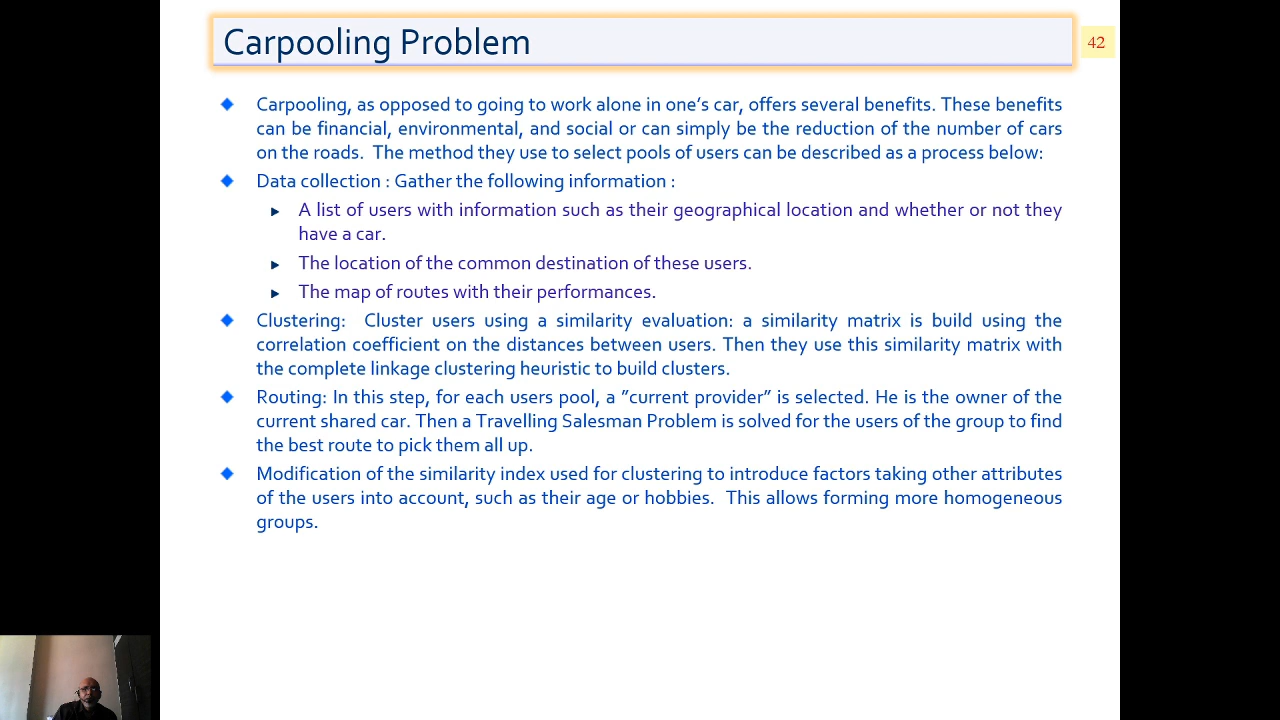 Carpooling Problem
42
Carpooling, as opposed to going to work alone in one's car, offers several benefits. These benefits
can be financial, environmental, and social or can simply be the reduction of the number of cars
on the roads. The method they use to select pools of users can be described as a process below:
Data collection : Gather the following information :
A list of users with information such as their geographical location and whether or not they
have a car.
The location of the common destination of these users.
The map of routes with their performances.
Clustering: Cluster users using a similarity evaluation: a similarity matrix is build using the
correlation coefficient on the distances between users. Then they use this similarity matrix with
the complete linkage clustering heuristic to build clusters.
Routing: In this step, for each users pool, a ”current provider” is selected. He is the owner of the
current shared car. Then a Travelling Salesman Problem is solved for the users of the group to find
the best route to pick them all up.
Modification of the similarity index used for clustering to introduce factors taking other attributes
of the users into account, such as their age or hobbies. This allows forming more homogeneous
groups.